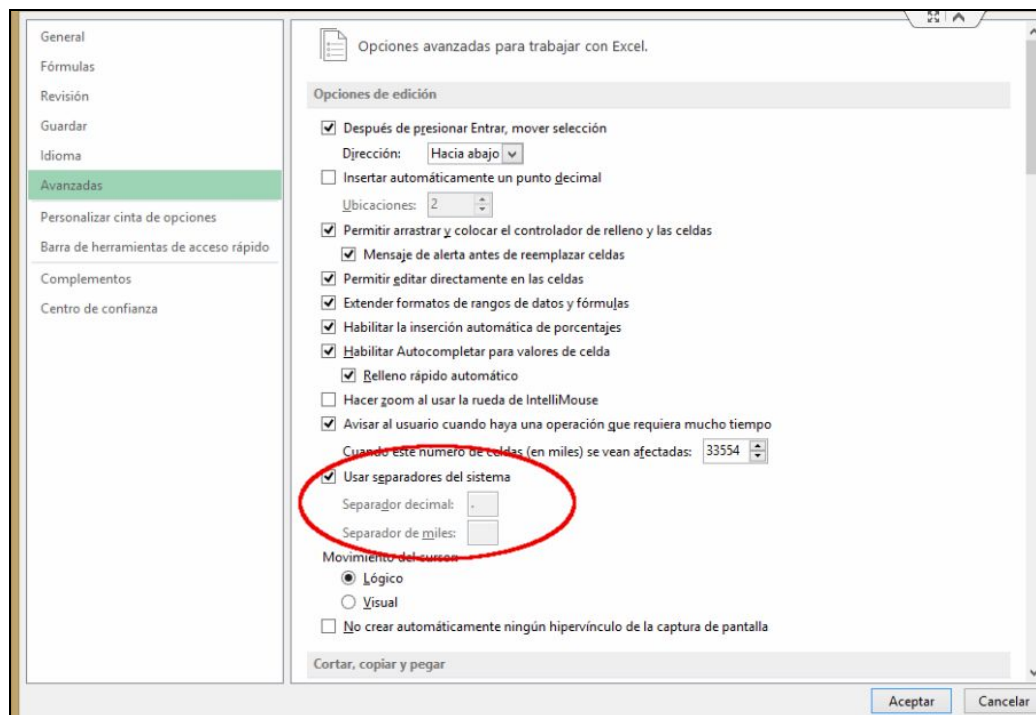 General
Fórmulas
Revisión
Guardar
Idioma
Avanzadas
Personalizar cinta de opciones
Barra de herramientas de acceso rápido
Complementos
Centro de confianza
Opciones avanzadas para trabajar con Excel.
Opciones de edición
Después de presionar Entrar, mover selección
Dirección: Hacia abajo
Insertar automáticamente un punto decimal
Ubicaciones: 2
Permitir arrastrar y colocar el controlador de relleno y las celdas
Mensaje de alerta antes de reemplazar celdas
Permitir editar directamente en las celdas
Extender formatos de rangos de datos y fórmulas
Habilitar la inserción automática de porcentajes
Habilitar Autocompletar para valores de celda
Relleno rápido automático
Hacer zoom al usar la rueda de IntelliMouse
Avisar al usuario cuando haya una operación que requiera mucho tiempo
Cuando este número de celdas (en miles) se vean afectadas: 33554
Usar separadores del sistema
Separador decimal:
Separador de miles:
Movimiento del cursor:
Lógico
Visual
No crear automáticamente ningún hipervínculo de la captura de pantalla
Cortar, copiar y pegar
Aceptar Cancelar